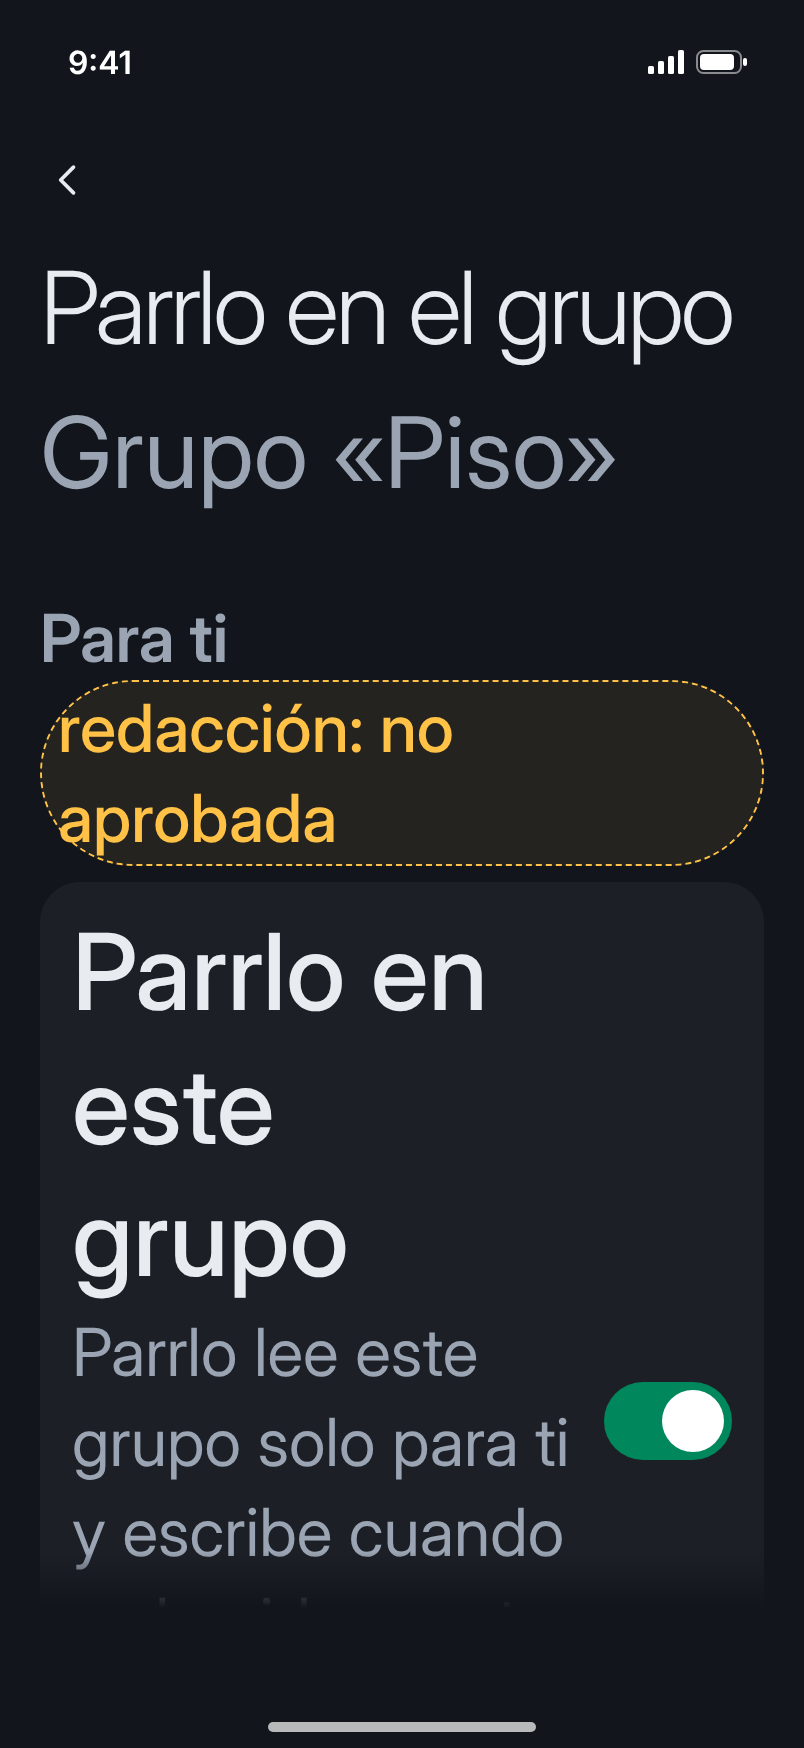 9:41
Parrlo en el grupo
Grupo «Piso»
Para ti
redacción: no
aprobada
Parrlo en
este
grupo
Parrlo lee este
grupo solo para ti
y escribe cuando